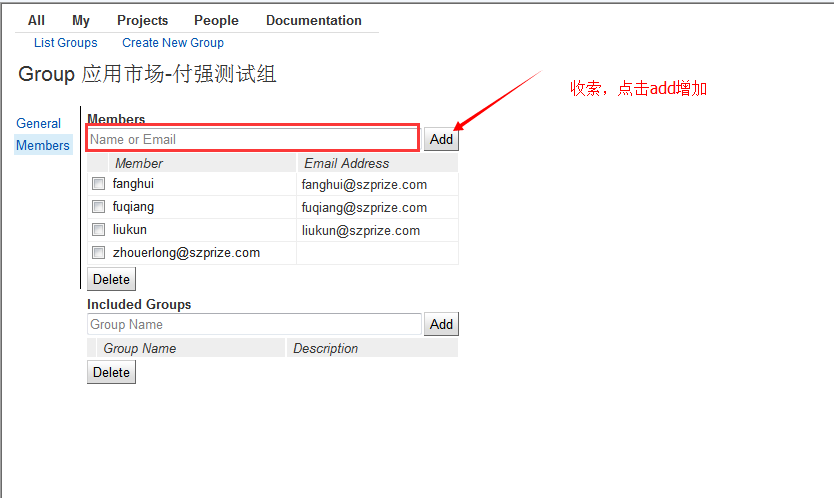 All My Projects People Documentation
List Groups Create New Group
Group 应用市场-付强测试组
收索，点击add增加
General
Members
Members
Name or Email Add
Member Email Address
fanghui fanghui@szprize.com
fuqiang fuqiang@szprize.com
liukun liukun@szprize.com
zhouerlong@szprize.com
Delete
Included Groups
Group Name Add
Group Name Description
Delete